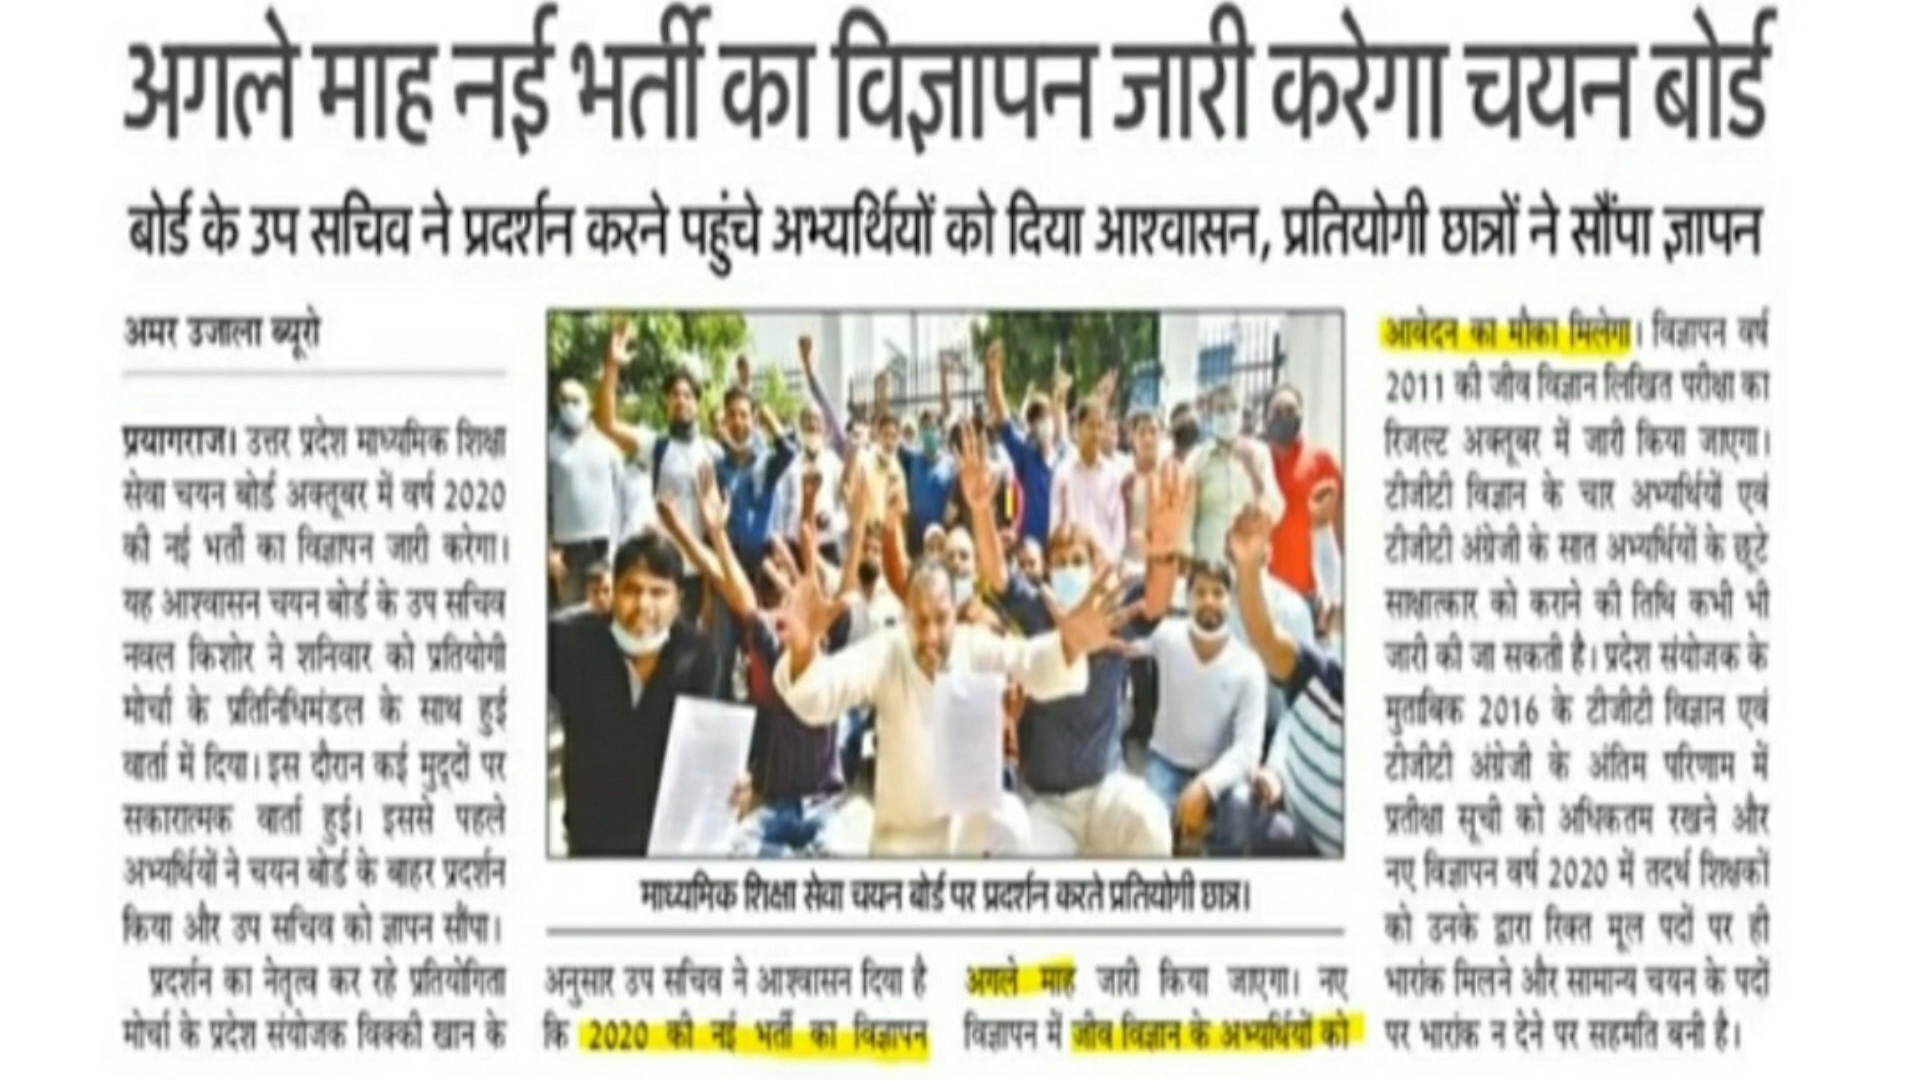 अगले माह नई भर्ती का विज्ञापन जारी करेगा चयन बोर्ड
बोर्ड के उप सचिव ने प्रदर्शन करने पहुंचे अभ्यर्थियों को दिया आश्वासन, प्रतियोगी छात्रों ने सौंपा ज्ञापन
अमर उजाला ब्यूरो
प्रयागराज। उत्तर प्रदेश माध्यमिक शिक्षा
सेवा चयन बोर्ड अक्तूबर में वर्ष 2020
की नई भर्ती का विज्ञापन जारी करेगा।
यह आश्वासन चयन बोर्ड के उप सचिव
नवल किशोर ने शनिवार को प्रतियोगी
मोर्चा के प्रतिनिधिमंडल के साथ हुई
वार्ता में दिया। इस दौरान कई मुद्दों पर
सकारात्मक वार्ता हुई। इससे पहले
अभ्यर्थियों ने चयन बोर्ड के बाहर प्रदर्शन
किया और उप सचिव को ज्ञापन सौंपा।
प्रदर्शन का नेतृत्व कर रहे प्रतियोगिता
मोर्चा के प्रदेश संयोजक विक्की खान के
माध्यमिक शिक्षा सेवा चयन बोर्ड पर प्रदर्शन करते प्रतियोगी छात्र।
अनुसार उप सचिव ने आश्वासन दिया है
कि 2020 की नई भर्ती का विज्ञापन
अगले माह जारी किया जाएगा। नए
विज्ञापन में जीव विज्ञान के अभ्यर्थियों को
आवेदन का मौका मिलेगा। विज्ञापन वर्ष
2011 की जीव विज्ञान लिखित परीक्षा का
रिजल्ट अक्तूबर में जारी किया जाएगा।
टीजीटी विज्ञान के चार अभ्यर्थियों एवं
टीजीटी अंग्रेजी के सात अभ्यर्थियों के छूटे
साक्षात्कार को कराने की तिथि कभी भी
जारी की जा सकती है। प्रदेश संयोजक के
मुताबिक 2016 के टीजीटी विज्ञान एवं
टीजीटी अंग्रेजी के अंतिम परिणाम में
प्रतीक्षा सूची को अधिकतम रखने और
नए विज्ञापन वर्ष 2020 में तदर्थ शिक्षकों
को उनके द्वारा रिक्त मूल पदों पर ही
भारांक मिलने और सामान्य चयन के पदों
पर भारांक न देने पर सहमति बनी है।